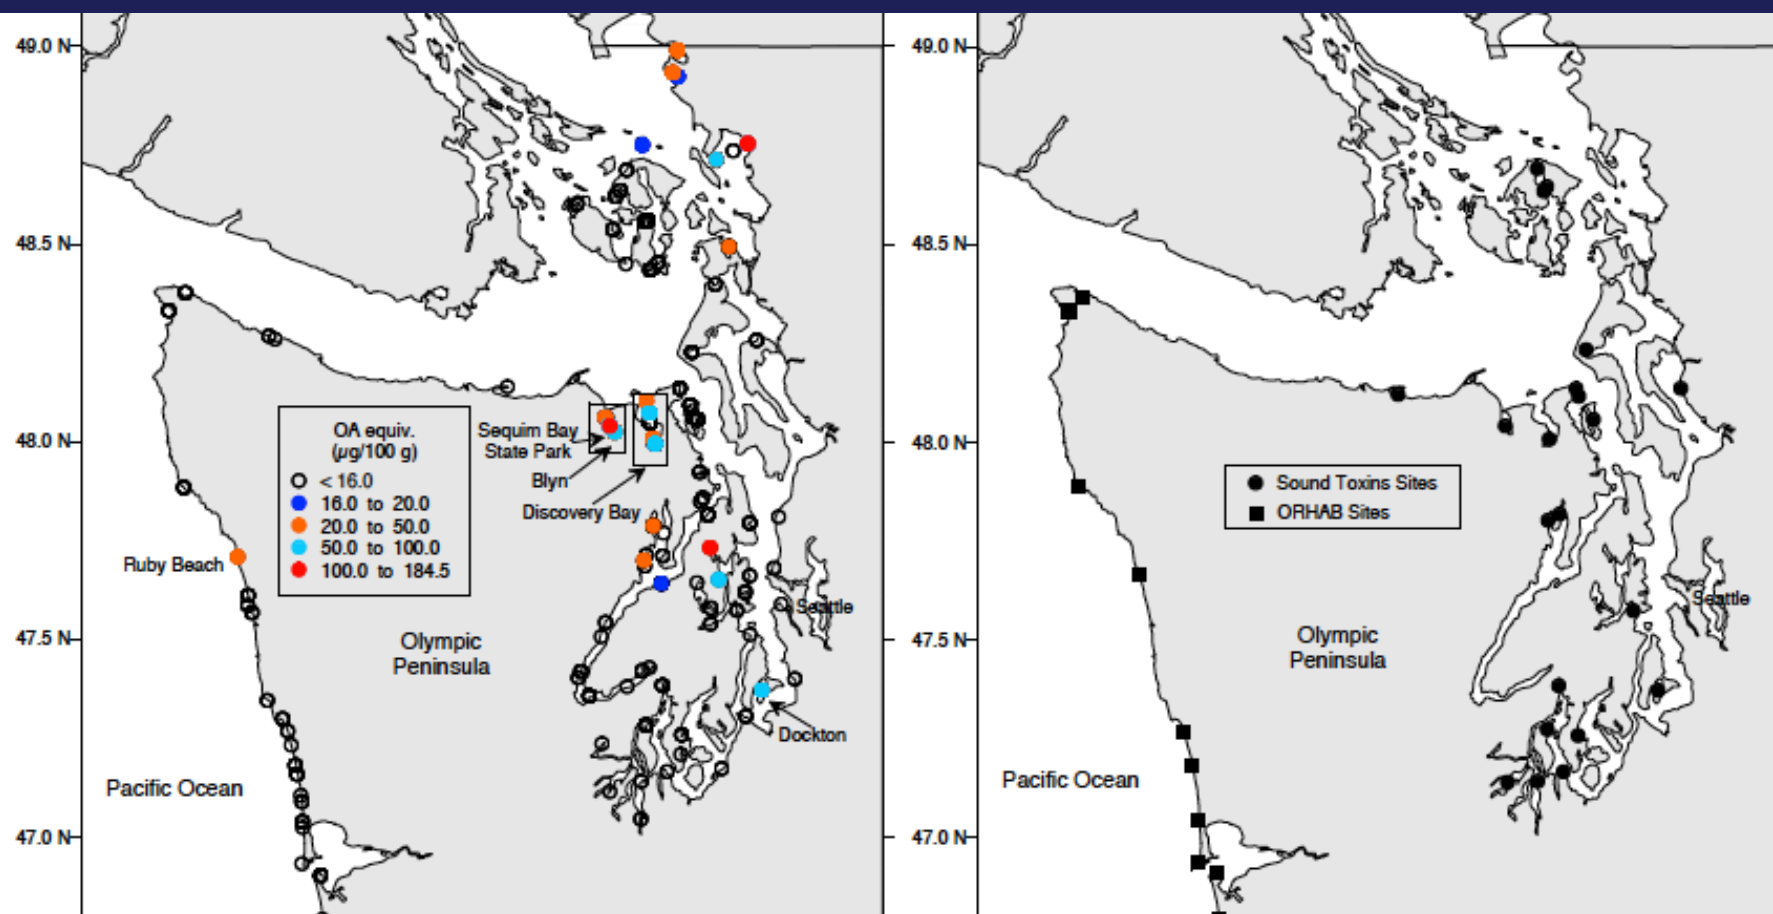 49.0 N
48.5 N
48.0 N
47.5 N
47.0 N
OA equiv.
(µg/100 g)
< 16.0
16.0 to 20.0
20.0 to 50.0
50.0 to 100.0
100.0 to 184.5
Sequim Bay
State Park
Blyn
Discovery Bay
Ruby Beach
Seattle
Olympic
Peninsula
Dockton
Pacific Ocean
49.0 N
48.5 N
48.0 N
47.5 N
47.0 N
Sound Toxins Sites
ORHAB Sites
Seattle
Olympic
Peninsula
Pacific Ocean